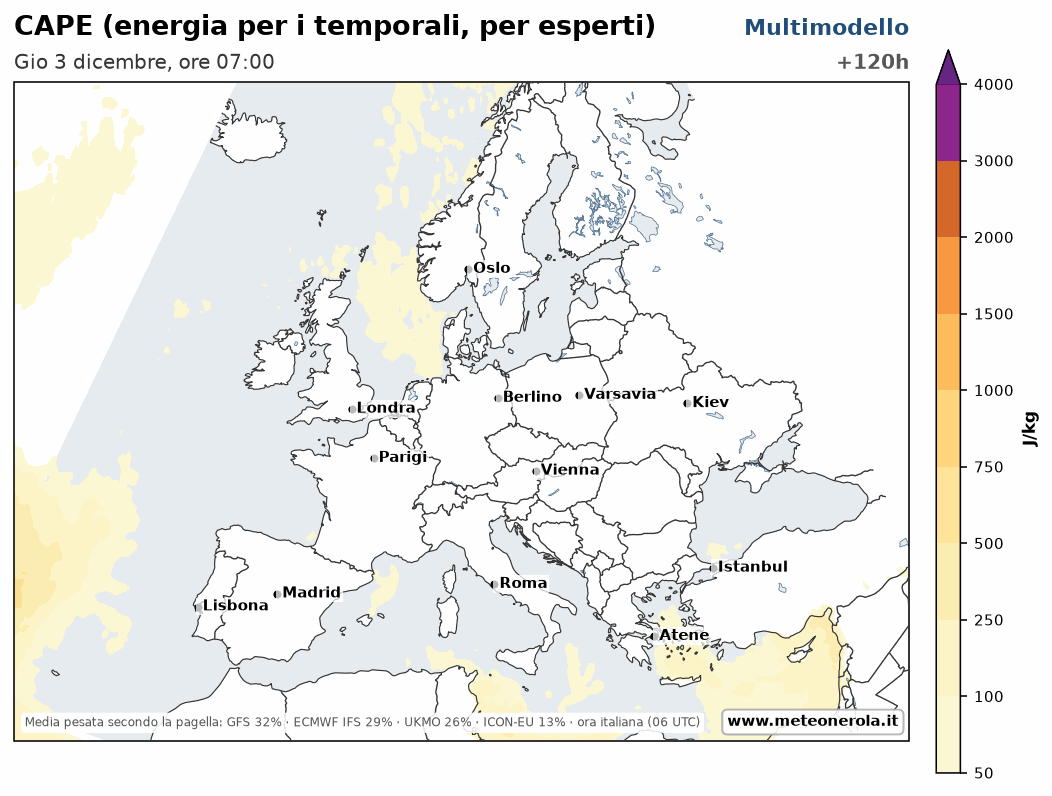 CAPE (energia per i temporali, per esperti)
Multimodello
Gio 3 dicembre, ore 07:00
+120h
4000
3000
2000
1500
1000
750
500
250
100
50
J/kg
Oslo
Londra
Berlino
Varsavia
Kiev
Parigi
Vienna
Istanbul
Roma
Madrid
Lisbona
Atene
Media pesata secondo la pagella: GFS 32% · ECMWF IFS 29% · UKMO 26% · ICON-EU 13% · ora italiana (06 UTC)
www.meteonerola.it